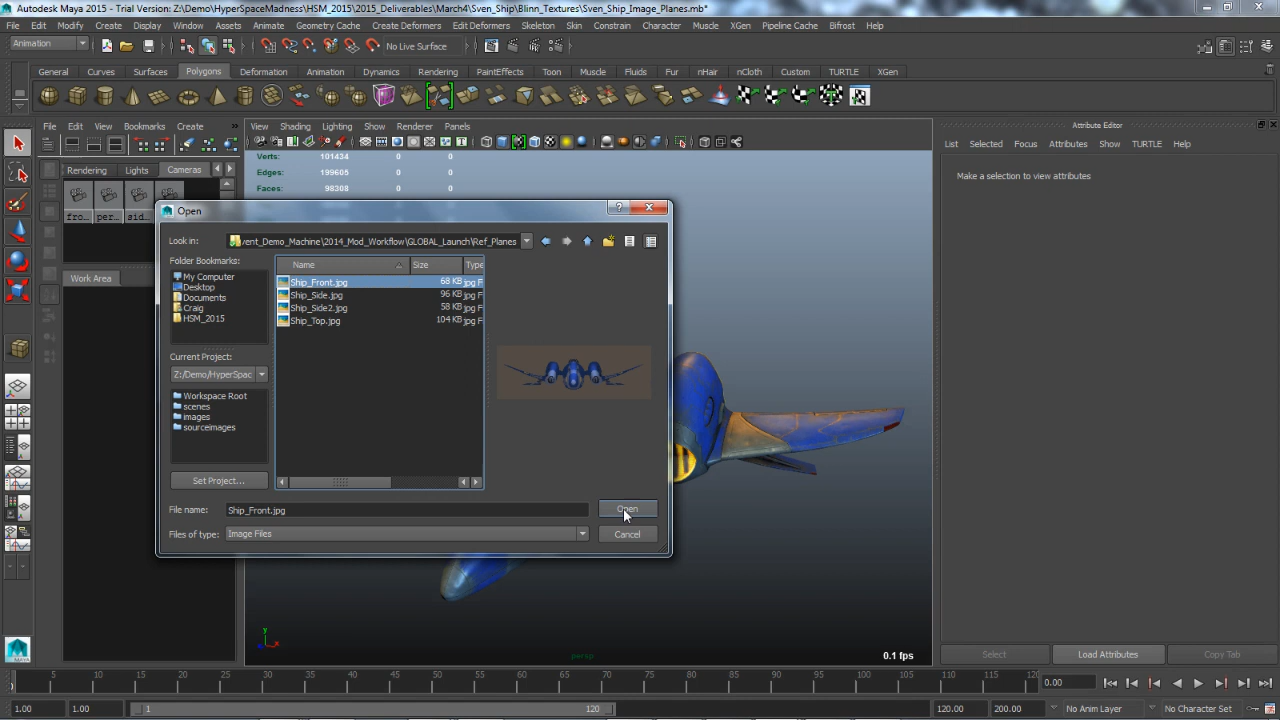 Autodesk Maya 2015 - Trial Version: Z:\Demo\HyperSpaceMadness\HSM_2015\2015_Deliverables\March4\Sven_Ship\Blinn_Textures\Sven_Ship_Image_Planes.mb*
File Edit Modify Create Display Window Assets Animate Geometry Cache Create Deformers Edit Deformers Skeleton Skin Constrain Character Muscle XGen Pipeline Cache Bifrost Help
Animation No Live Surface
General Curves Surfaces Polygons Deformation Animation Dynamics Rendering PaintEffects Toon Muscle Fluids Fur nHair nCloth Custom TURTLE XGen
File Edit View Bookmarks Create » View Shading Lighting Show Renderer Panels
Attribute Editor
List Selected Focus Attributes Show TURTLE Help
Rendering Lights Cameras
Verts: 101434 0 0
Edges: 199605 0 0
Faces: 98308 0 0
Make a selection to view attributes
fro... per... sid...
Work Area
Open
Look in: vent_Demo_Machine\2014_Mod_Workflow\GLOBAL_Launch\Ref_Planes
Folder Bookmarks:
My Computer
Desktop
Documents
Craig
HSM_2015
Name Size Type
Ship_Front.jpg 68 KB jpg F
Ship_Side.jpg 96 KB jpg F
Ship_Side2.jpg 58 KB jpg F
Ship_Top.jpg 104 KB jpg F
Current Project:
Z:/Demo/HyperSpac
Workspace Root
scenes
images
sourceimages
Set Project...
File name: Ship_Front.jpg Open
Files of type: Image Files Cancel
y
x
persp
0.1 fps
Select Load Attributes Copy Tab
5 10 15 20 25 30 35 40 45 50 55 60 65 70 75 80 85 90 95 100 105 110 115 120 0.00
1.00 1.00 1 120 120.00 200.00 No Anim Layer No Character Set